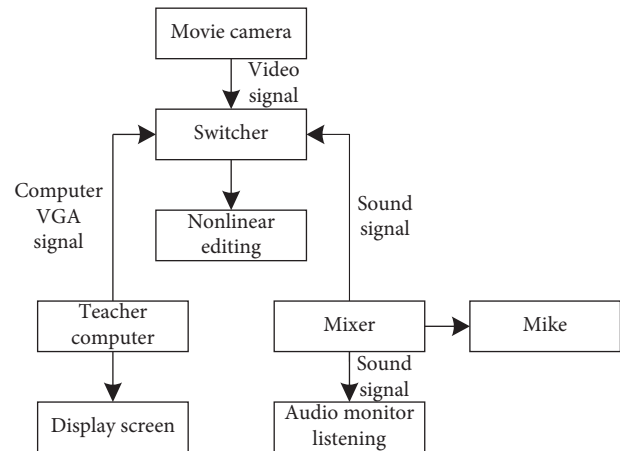 Movie camera
Video
signal
Switcher
Computer
VGA
signal
Nonlinear
editing
Sound
signal
Teacher
computer
Mixer
Mike
Sound
signal
Display screen
Audio monitor
listening